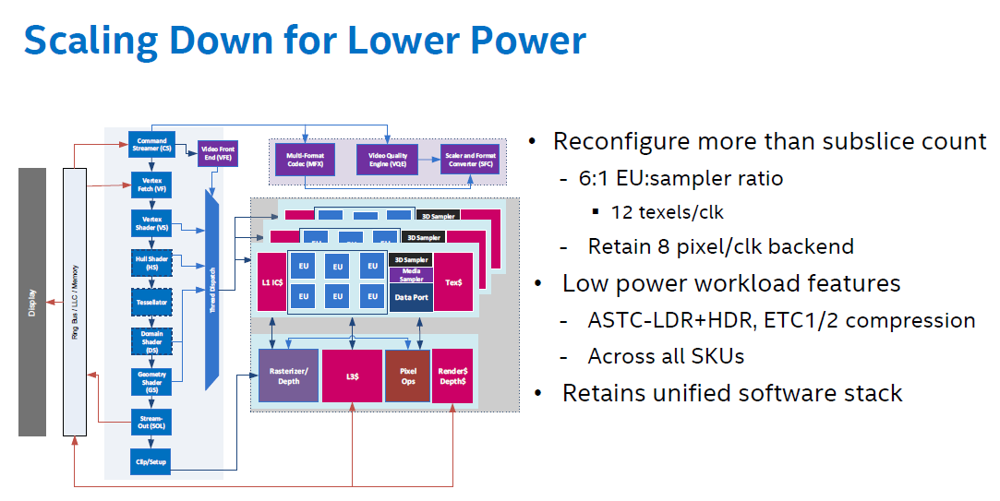 Scaling Down for Lower Power
Display
Ring Bus / LLC / Memory
Command
Streamer (CS)
Video Front
End (VFE)
Vertex
Fetch (VF)
Vertex
Shader (VS)
Hull Shader
(HS)
Tessellator
Domain
Shader
(DS)
Geometry
Shader
(GS)
Stream-
Out (SOL)
Clip/Setup
Thread Dispatch
Multi-Format
Codec (MFX)
Video Quality
Engine (VQE)
Scaler and Format
Converter (SFC)
3D Sampler
3D Sampler
L1 IC$
EU
EU
EU
EU
EU
EU
3D Sampler
Media
Sampler
Data Port
Tex$
Rasterizer/
Depth
L3$
Pixel
Ops
Render$
Depth$
• Reconfigure more than subslice count
- 6:1 EU:sampler ratio
▪ 12 texels/clk
- Retain 8 pixel/clk backend
• Low power workload features
- ASTC-LDR+HDR, ETC1/2 compression
- Across all SKUs
• Retains unified software stack